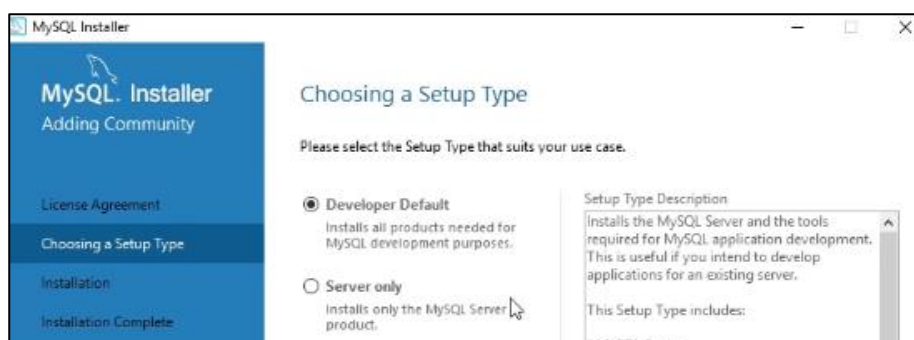 MySQL Installer
MySQL. Installer
Adding Community
License Agreement
Choosing a Setup Type
Installation
Installation Complete
Choosing a Setup Type
Please select the Setup Type that suits your use case.
Developer Default
Installs all products needed for
MySQL development purposes.
Server only
Installs only the MySQL Server
product.
Setup Type Description
Installs the MySQL Server and the tools
required for MySQL application development.
This is useful if you intend to develop
applications for an existing server.
This Setup Type includes: